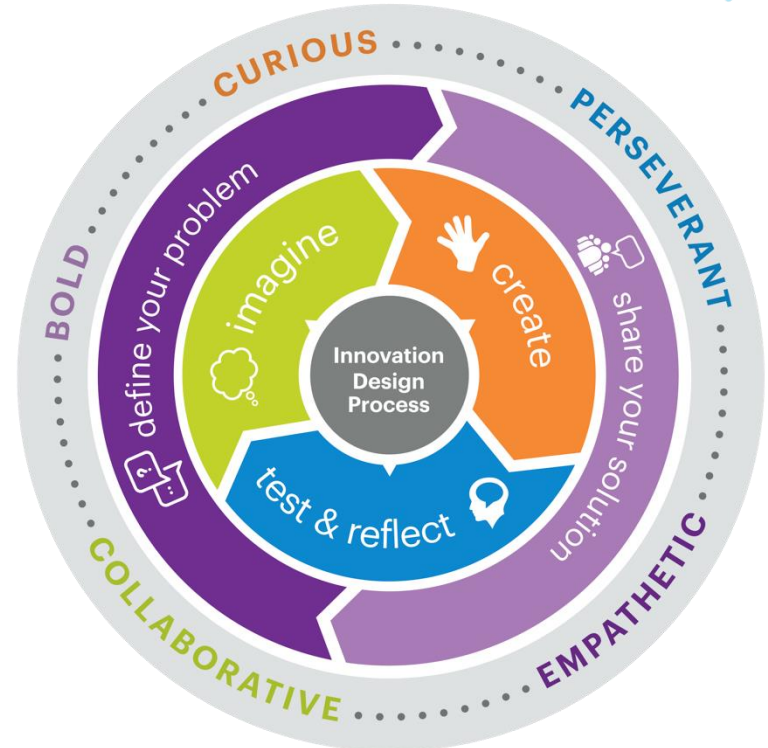 CURIOUS
PERSEVERANT
EMPATHETIC
COLLABORATIVE
BOLD
define your problem
share your solution
imagine
create
test & reflect
Innovation
Design
Process